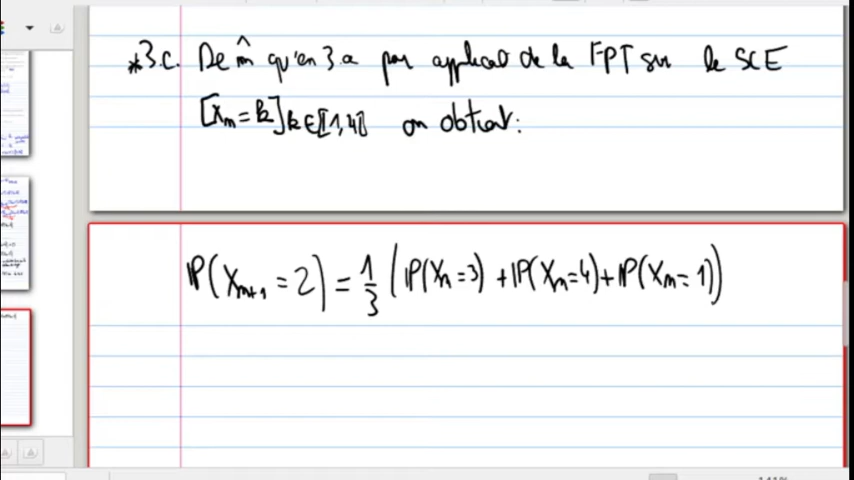 *3.c. De m̂ qu'en 3.a par applicat de la FPT sur le SCE
[Xn = k]k∈[[1,4]] on obtient:
P(Xn+1 = 2) = 1/3 (P(Xn = 3) + P(Xn = 4) + P(Xn = 1))